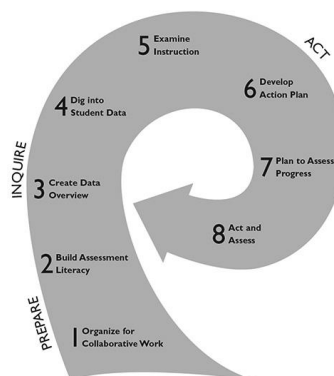 ACT
5 Examine
Instruction
6 Develop
Action Plan
4 Dig into
Student Data
7 Plan to Assess
Progress
INQUIRE
3 Create Data
Overview
8 Act and
Assess
2 Build Assessment
Literacy
PREPARE
1 Organize for
Collaborative Work